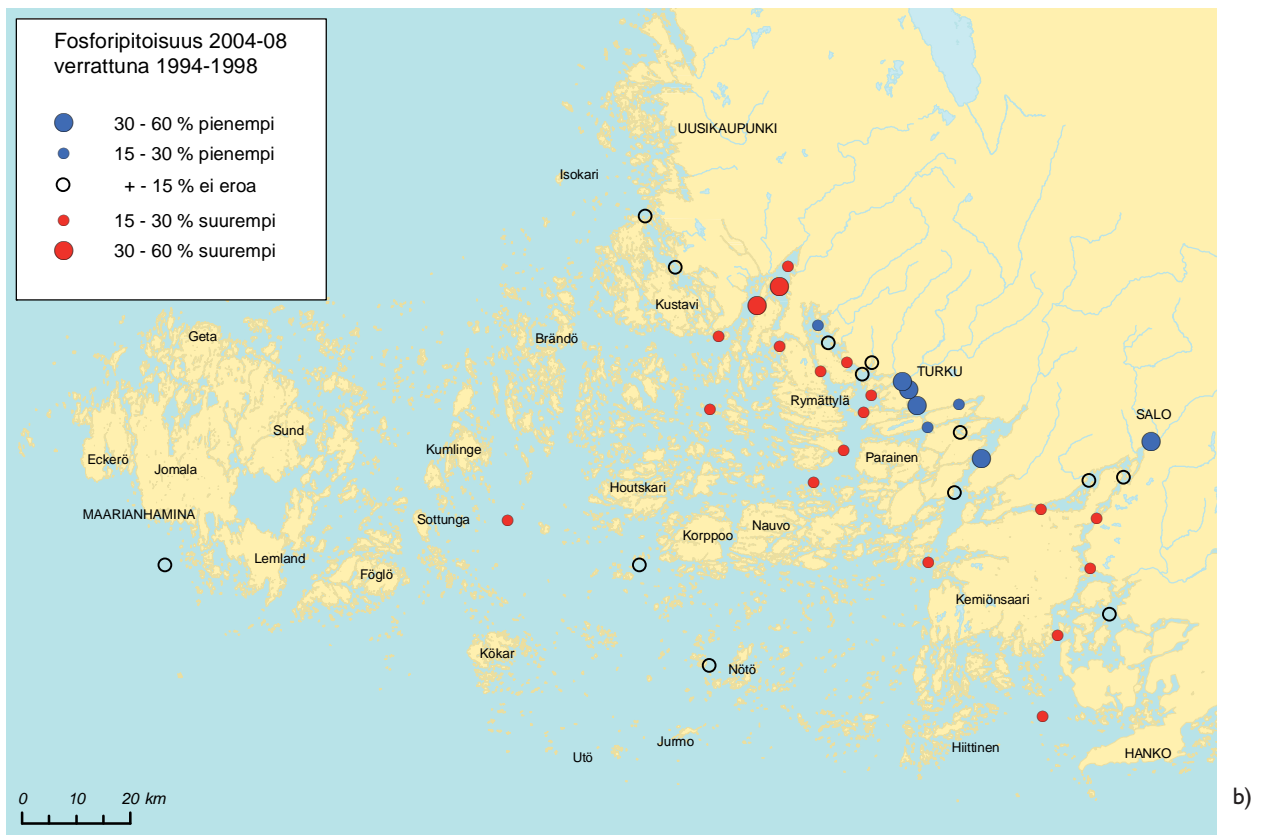 Fosforipitoisuus 2004-08
verrattuna 1994-1998
30 - 60 % pienempi
15 - 30 % pienempi
+ - 15 % ei eroa
15 - 30 % suurempi
30 - 60 % suurempi
UUSIKAUPUNKI
Isokari
Kustavi
Geta
Brändö
TURKU
Rymättylä
SALO
Sund
Kumlinge
Eckerö
Jomala
Parainen
Houtskari
MAARIANHAMINA
Sottunga
Nauvo
Korppoo
Lemland
Föglö
Kemiönsaari
Kökar
Nötö
Jurmo
Hiittinen
Utö
HANKO
0 10 20 km
b)